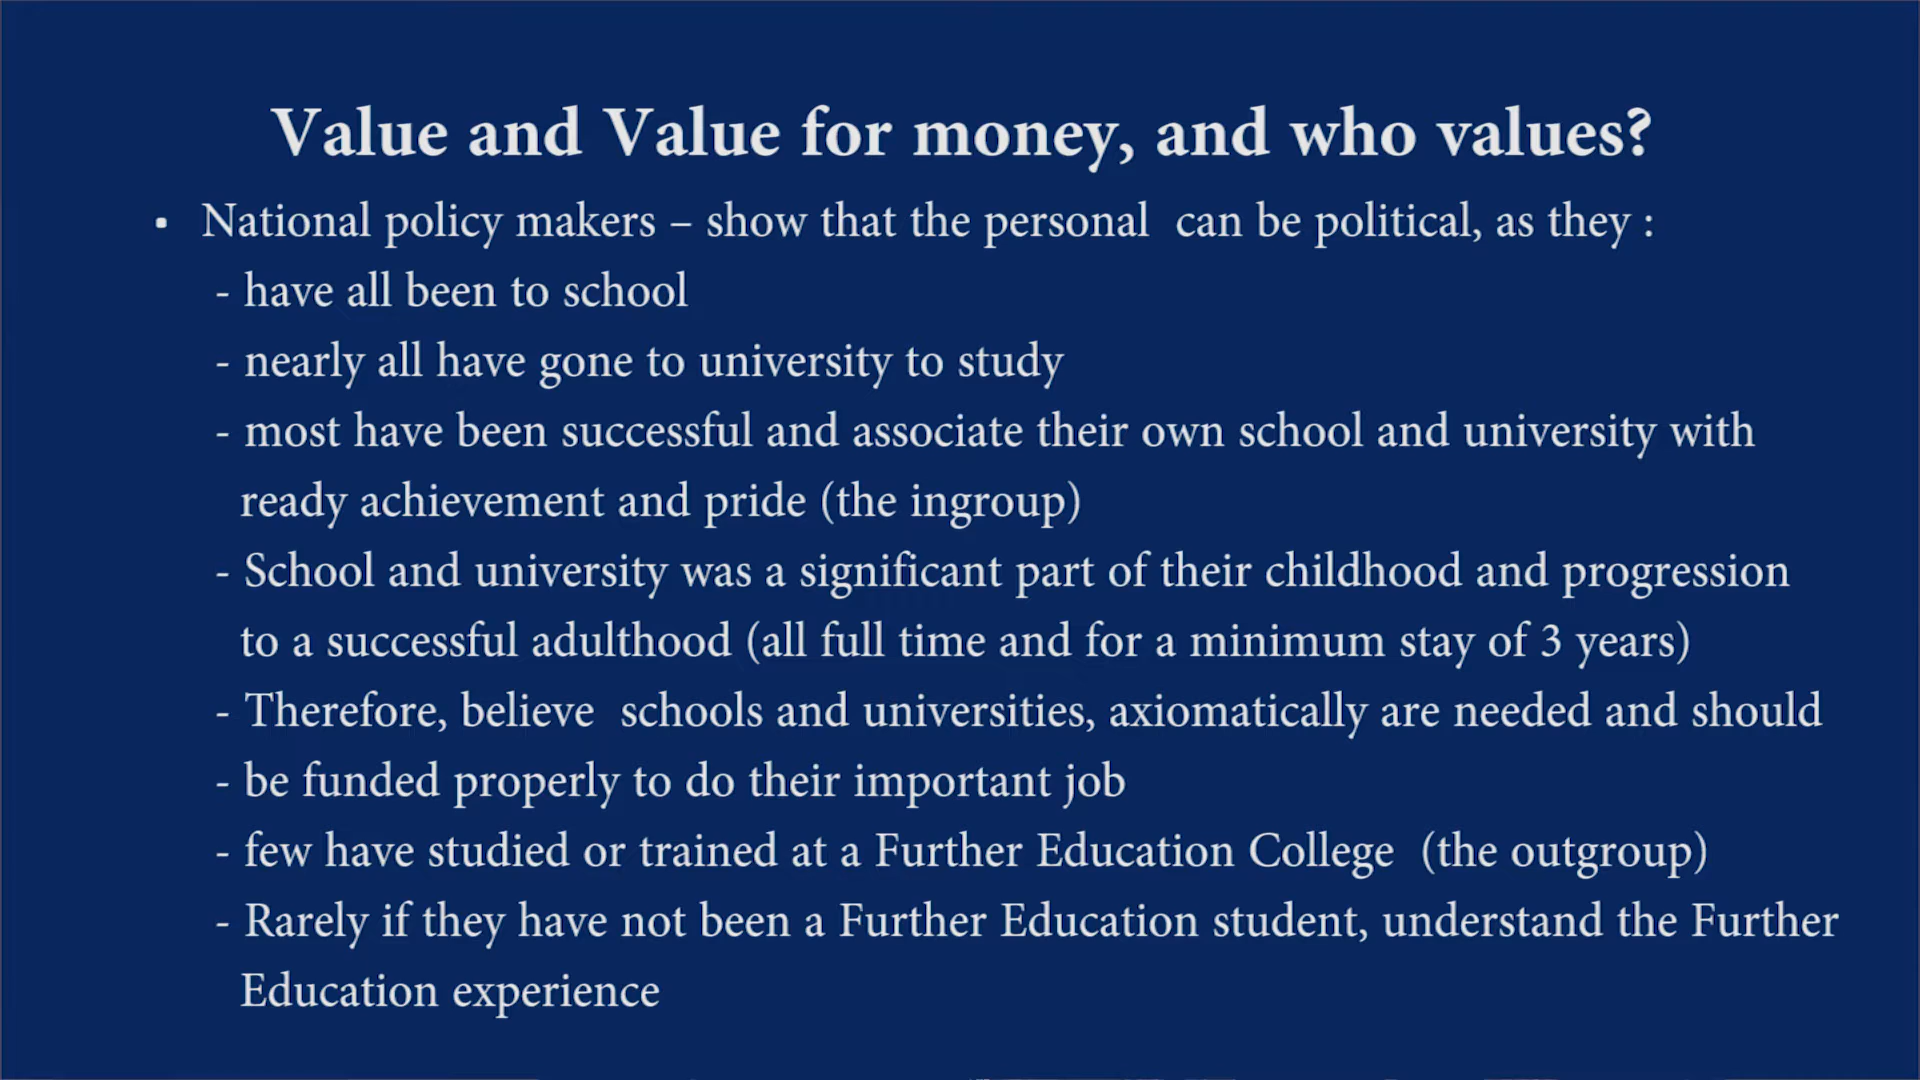 Value and Value for money, and who values?
• National policy makers – show that the personal  can be political, as they :
- have all been to school
- nearly all have gone to university to study
- most have been successful and associate their own school and university with
ready achievement and pride (the ingroup)
- School and university was a significant part of their childhood and progression
to a successful adulthood (all full time and for a minimum stay of 3 years)
- Therefore, believe  schools and universities, axiomatically are needed and should
- be funded properly to do their important job
- few have studied or trained at a Further Education College  (the outgroup)
- Rarely if they have not been a Further Education student, understand the Further
Education experience